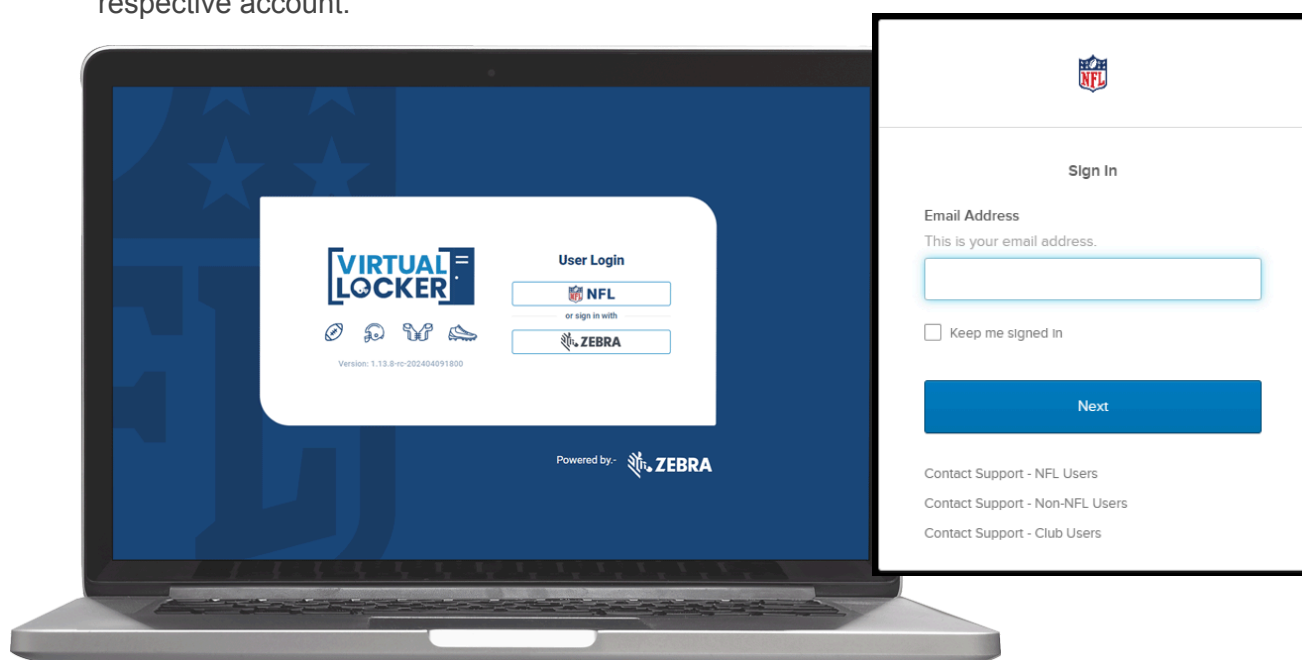 respective account.
VIRTUAL
LOCKER
Version: 1.13.8-rc-202404091800
User Login
NFL NFL
or sign in with
ZEBRA
Powered by:- ZEBRA
NFL
Sign In
Email Address
This is your email address.
Keep me signed in
Next
Contact Support - NFL Users
Contact Support - Non-NFL Users
Contact Support - Club Users